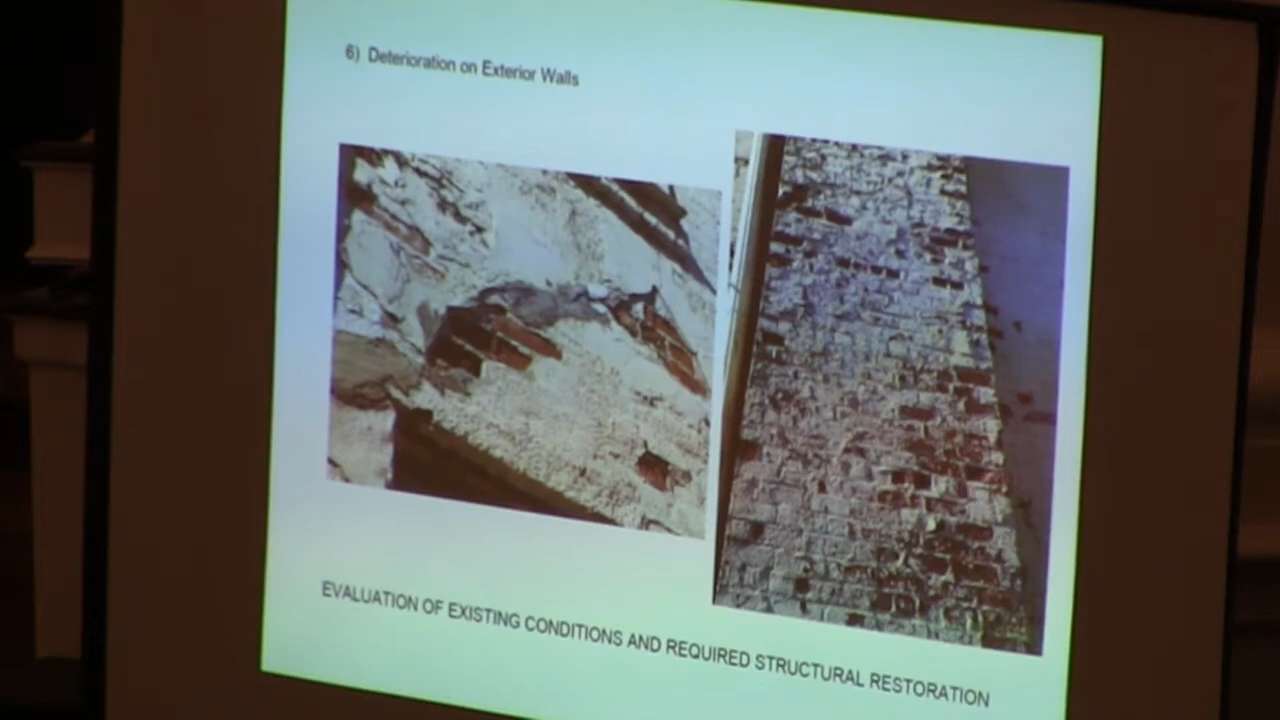 6) Deterioration on Exterior Walls
EVALUATION OF EXISTING CONDITIONS AND REQUIRED STRUCTURAL RESTORATION